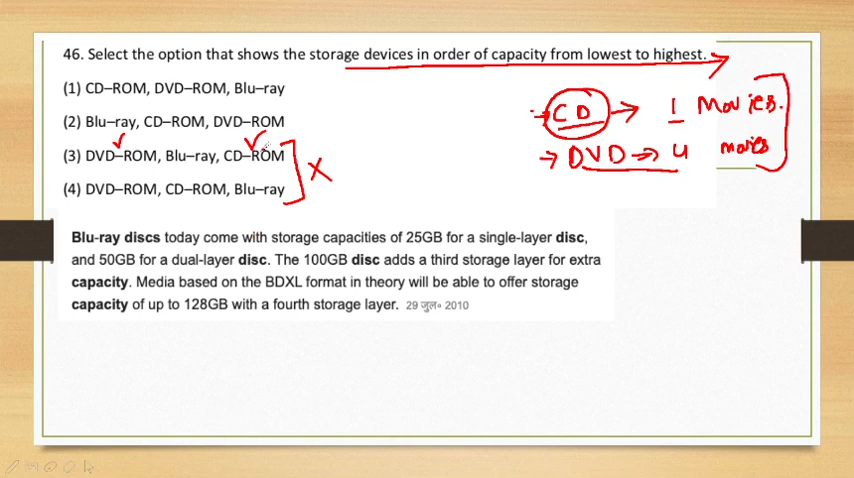 46. Select the option that shows the storage devices in order of capacity from lowest to highest.
(1) CD–ROM, DVD–ROM, Blu–ray
(2) Blu–ray, CD–ROM, DVD–ROM
(3) DVD–ROM, Blu–ray, CD–ROM
(4) DVD–ROM, CD–ROM, Blu–ray
CD → 1 Movies.
→ DVD → 4 movies
Blu-ray discs today come with storage capacities of 25GB for a single-layer disc,
and 50GB for a dual-layer disc. The 100GB disc adds a third storage layer for extra
capacity. Media based on the BDXL format in theory will be able to offer storage
capacity of up to 128GB with a fourth storage layer. 29 जुल॰ 2010